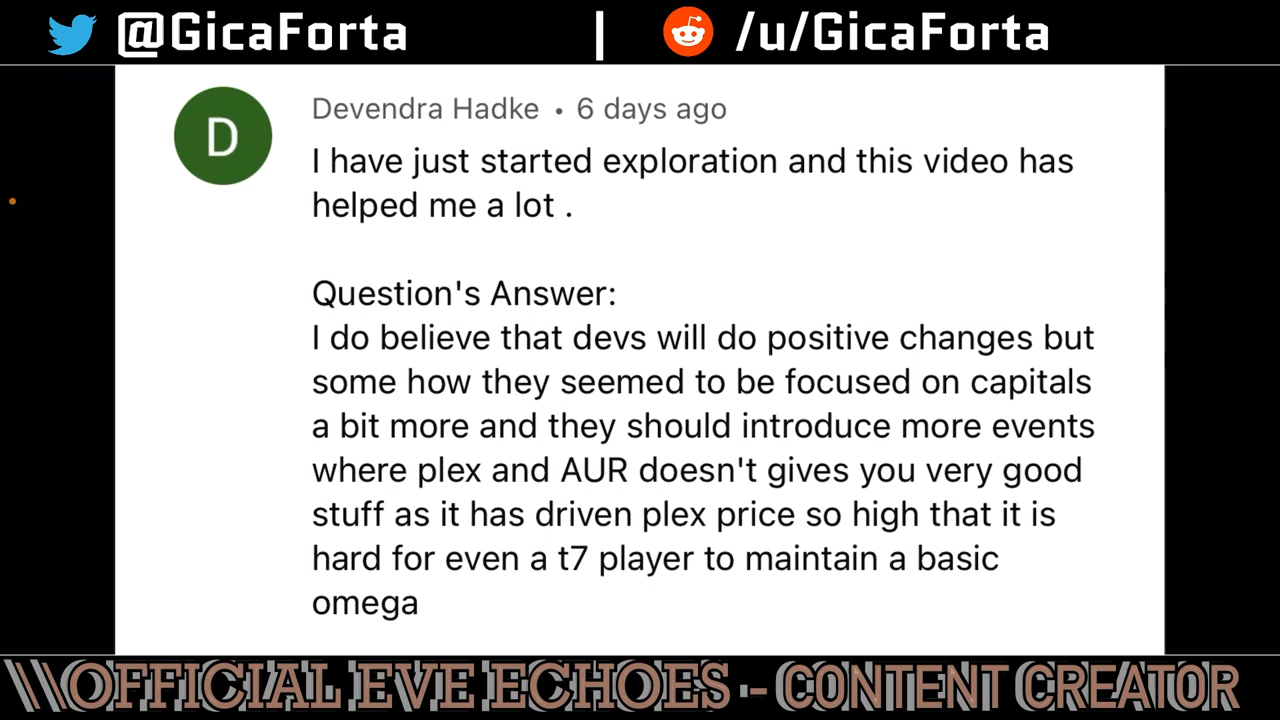 @GicaForta | /u/GicaForta
D
Devendra Hadke • 6 days ago
I have just started exploration and this video has
helped me a lot .
Question's Answer:
I do believe that devs will do positive changes but
some how they seemed to be focused on capitals
a bit more and they should introduce more events
where plex and AUR doesn't gives you very good
stuff as it has driven plex price so high that it is
hard for even a t7 player to maintain a basic
omega
\\OFFICIAL EVE ECHOES - CONTENT CREATOR